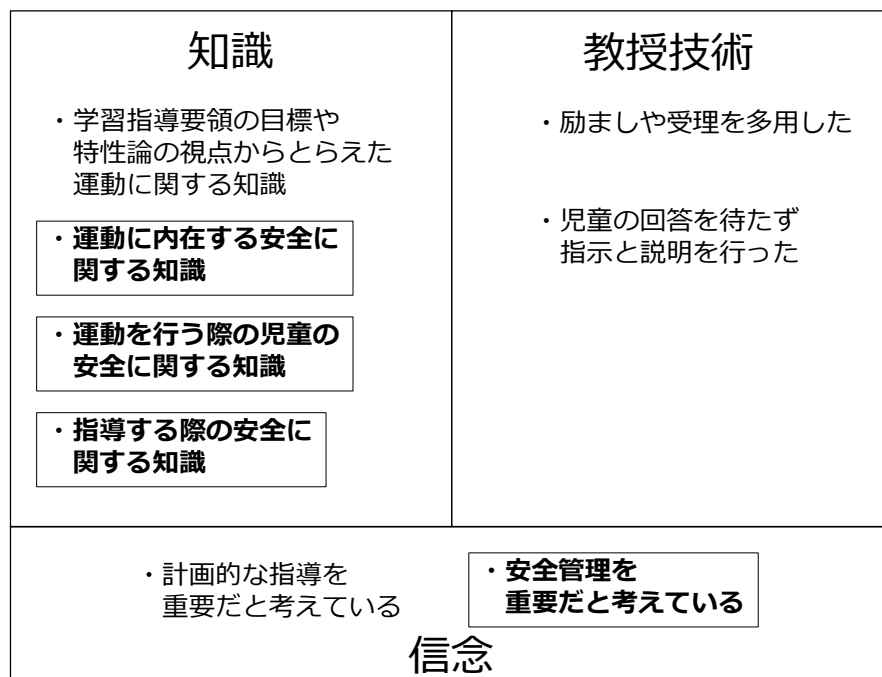 知識
・学習指導要領の目標や
特性論の視点からとらえた
運動に関する知識
・運動に内在する安全に
関する知識
・運動を行う際の児童の
安全に関する知識
・指導する際の安全に
関する知識
教授技術
・励ましや受理を多用した
・児童の回答を待たず
指示と説明を行った
・計画的な指導を
重要だと考えている
・安全管理を
重要だと考えている
信念